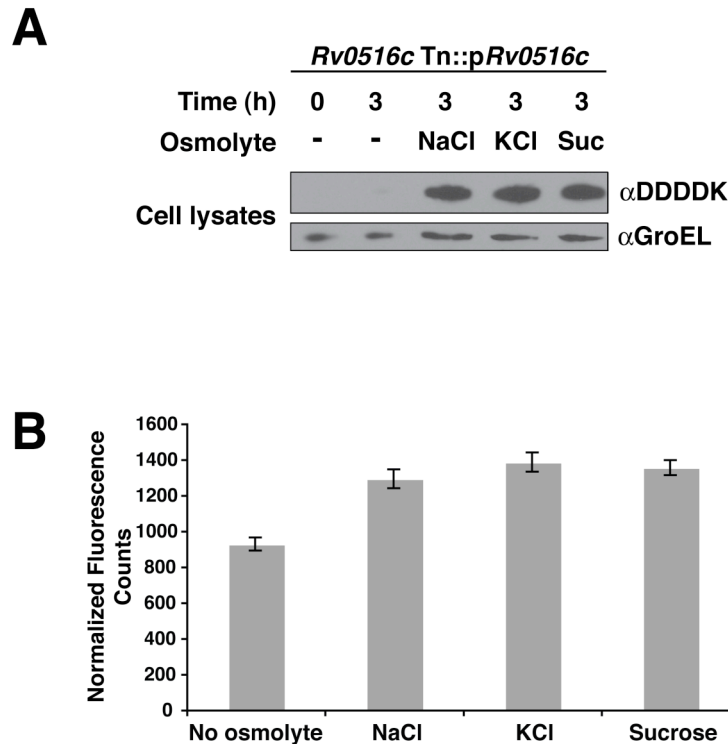 A
Rv0516c Tn::pRv0516c
Time (h) 0 3 3 3 3
Osmolyte - - NaCl KCl Suc
Cell lysates
αDDDDK
αGroEL
B
Normalized Fluorescence
Counts
1600
1400
1200
1000
800
600
400
200
0
No osmolyte NaCl KCl Sucrose